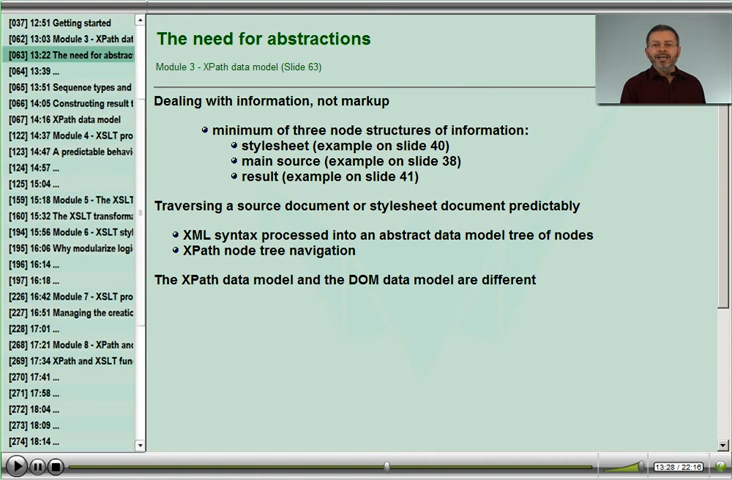 [037] 12:51 Getting started
[062] 13:03 Module 3 - XPath dat
[063] 13:22 The need for abstrac
[064] 13:39 ...
[065] 13:51 Sequence types and
[066] 14:05 Constructing result t
[067] 14:16 XPath data model
[122] 14:37 Module 4 - XSLT pro
[123] 14:47 A predictable behavi
[124] 14:57 ...
[125] 15:04 ...
[159] 15:18 Module 5 - The XSLT
[160] 15:32 The XSLT transforma
[194] 15:56 Module 6 - XSLT styl
[195] 16:06 Why modularize logi
[196] 16:14 ...
[197] 16:18 ...
[226] 16:42 Module 7 - XSLT pro
[227] 16:51 Managing the creatio
[228] 17:01 ...
[268] 17:21 Module 8 - XPath and
[269] 17:34 XPath and XSLT fun
[270] 17:41 ...
[271] 17:58 ...
[272] 18:04 ...
[273] 18:09 ...
[274] 18:14 ...
The need for abstractions
Module 3 - XPath data model (Slide 63)
Dealing with information, not markup
minimum of three node structures of information:
stylesheet (example on slide 40)
main source (example on slide 38)
result (example on slide 41)
Traversing a source document or stylesheet document predictably
XML syntax processed into an abstract data model tree of nodes
XPath node tree navigation
The XPath data model and the DOM data model are different
13:28 / 22:16